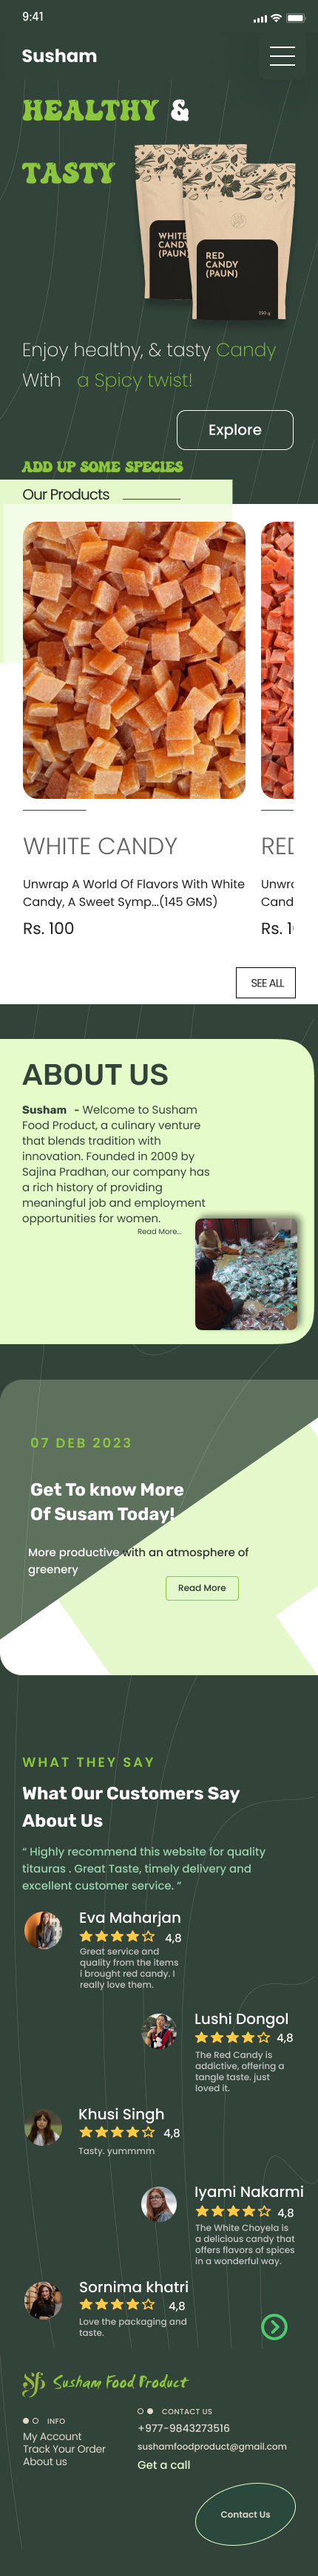 9:41
Susham
HEALTHY &
TASTY
WHITE
CANDY
(PAUN)
RED
CANDY
(PAUN)
Enjoy healthy, & tasty Candy
With a Spicy twist!
Explore
ADD UP SOME SPECIES
Our Products
WHITE CANDY
Unwrap A World Of Flavors With White
Candy, A Sweet Symp...(145 GMS)
Rs. 100
RED
Cand
Rs. 1
SEE ALL
ABOUT US
Susham - Welcome to Susham
Food Product, a culinary venture
that blends tradition with
innovation. Founded in 2009 by
Sajina Pradhan, our company has
a rich history of providing
meaningful job and employment
opportunities for women.
Read More...
07 DEB 2023
Get To know More
Of Susam Today!
More productive with an atmosphere of
greenery
Read More
WHAT THEY SAY
What Our Customers Say
About Us
“ Highly recommend this website for quality
titauras . Great Taste, timely delivery and
excellent customer service. “
Eva Maharjan
4,8
Great service and
quality from the items
i brought red candy. I
really love them.
Lushi Dongol
4,8
The Red Candy is
addictive, offering a
tangle taste. just
loved it.
Khusi Singh
4,8
Tasty. yummmm
Iyami Nakarmi
4,8
The White Choyela is
a delicious candy that
offers flavors of spices
in a wonderful way.
Sornima khatri
4,8
Love the packaging and
taste.
Susham Food Product
INFO
My Account
Track Your Order
About us
CONTACT US
+977-9843273516
sushamfoodproduct@gmail.com
Get a call
Contact Us